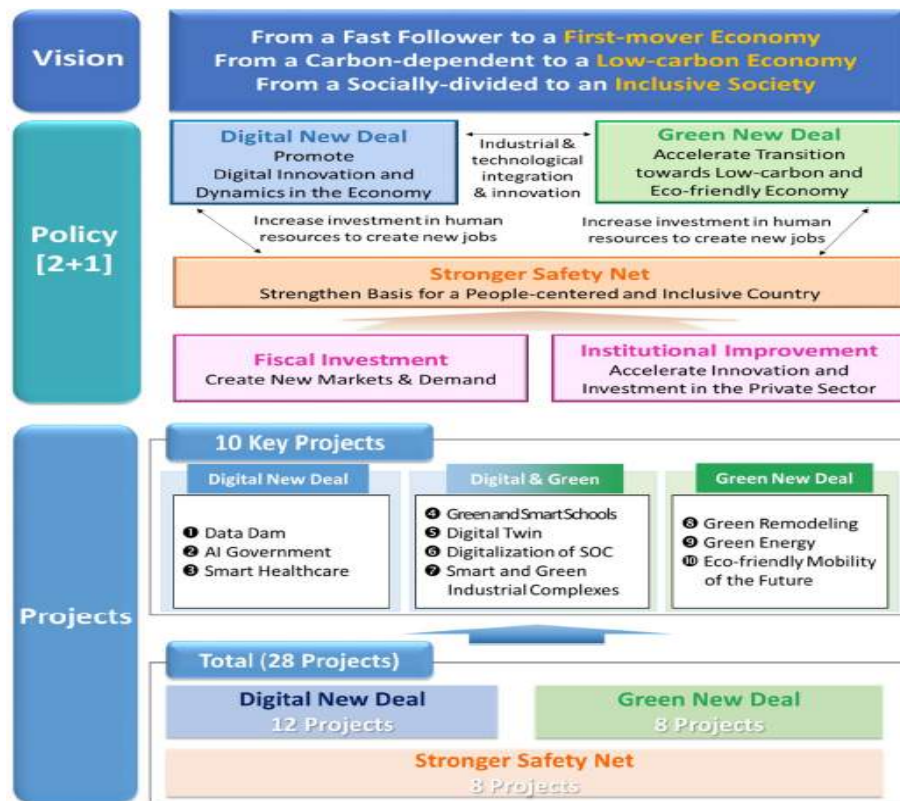 Vision
From a Fast Follower to a First-mover Economy
From a Carbon-dependent to a Low-carbon Economy
From a Socially-divided to an Inclusive Society
Policy
[2+1]
Digital New Deal
Promote
Digital Innovation and
Dynamics in the Economy
Industrial &
technological
integration
& innovation
Green New Deal
Accelerate Transition
towards Low-carbon and
Eco-friendly Economy
Increase investment in human
resources to create new jobs
Increase investment in human
resources to create new jobs
Stronger Safety Net
Strengthen Basis for a People-centered and Inclusive Country
Fiscal Investment
Create New Markets & Demand
Institutional Improvement
Accelerate Innovation and
Investment in the Private Sector
Projects
10 Key Projects
Digital New Deal
❶ Data Dam
❷ AI Government
❸ Smart Healthcare
Digital & Green
❹ Green and Smart Schools
❺ Digital Twin
❻ Digitalization of SOC
❼ Smart and Green
Industrial Complexes
Green New Deal
❽ Green Remodeling
❾ Green Energy
❿ Eco-friendly Mobility
of the Future
Total (28 Projects)
Digital New Deal
12 Projects
Green New Deal
8 Projects
Stronger Safety Net
8 Projects